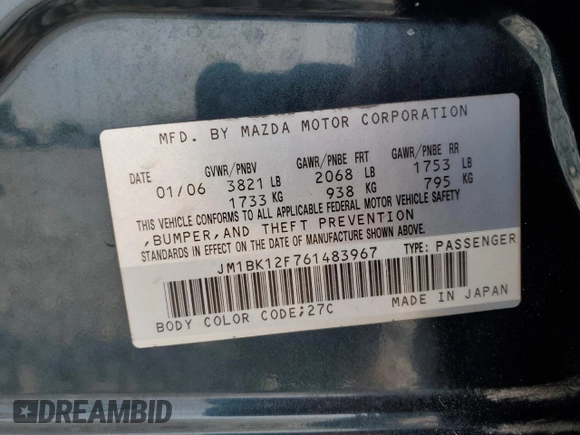 MFD. BY MAZDA MOTOR CORPORATION
DATE GVWR/PNBV GAWR/PNBE FRT GAWR/PNBE RR
01/06 3821 LB 2068 LB 1753 LB
1733 KG 938 KG 795 KG
THIS VEHICLE CONFORMS TO ALL APPLICABLE FEDERAL MOTOR VEHICLE SAFETY
,BUMPER,AND THEFT PREVENTION
STANDARDS IN EFFECT ON THE DATE OF MANUFACTURE SHOWN ABOVE.
JM1BK12F761483967 TYPE: PASSENGER
BODY COLOR CODE;27C MADE IN JAPAN
DREAMBID